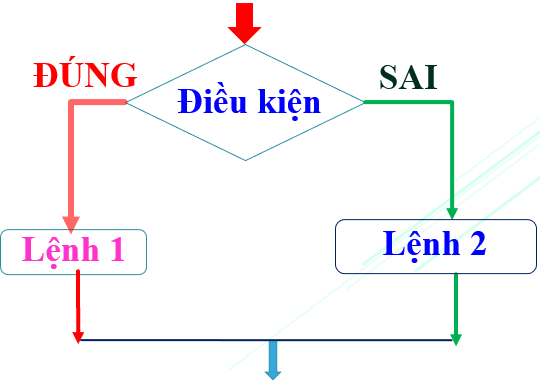 ĐÚNG
SAI
Điều kiện
Lệnh 1
Lệnh 2